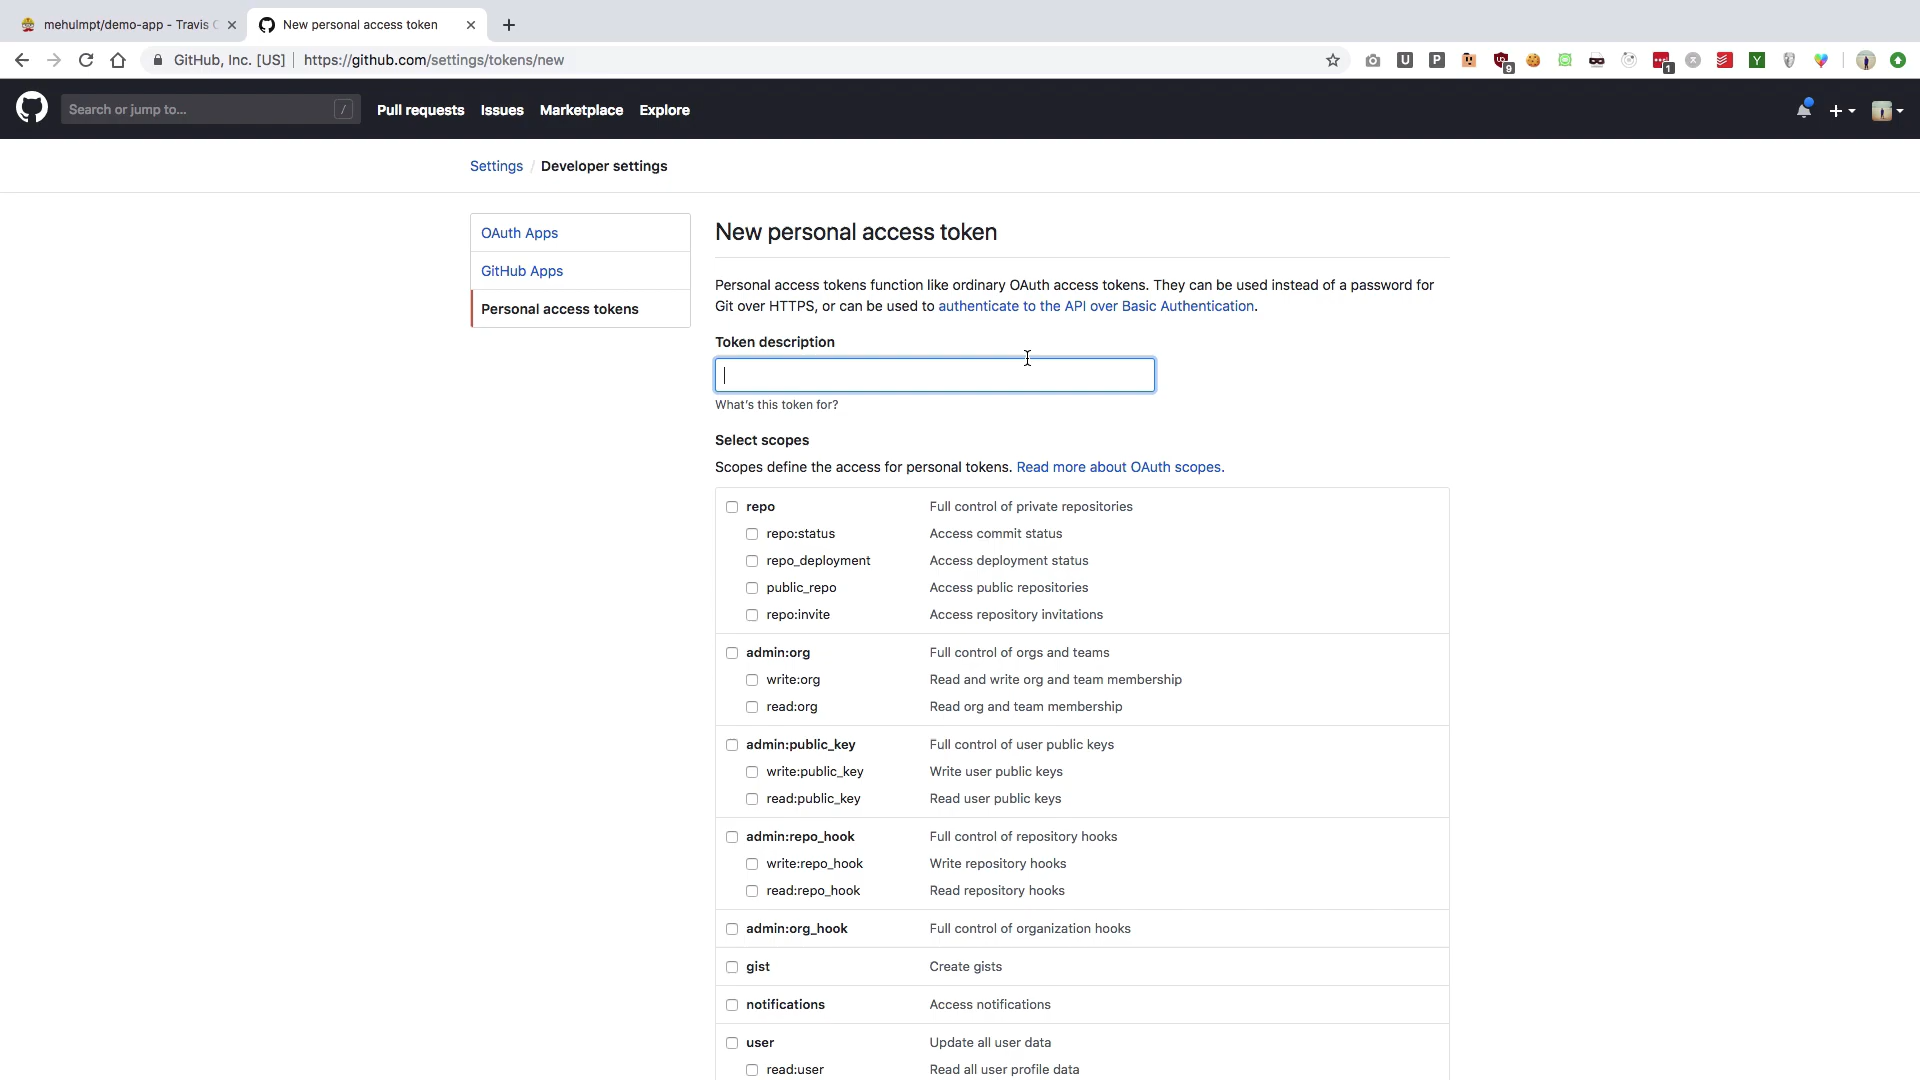 mehulmpt/demo-app - Travis C
New personal access token
GitHub, Inc. [US]
https://github.com/settings/tokens/new
U
P
9
1
Y
Search or jump to...
/
Pull requests
Issues
Marketplace
Explore
Settings / Developer settings
OAuth Apps
GitHub Apps
Personal access tokens
New personal access token
Personal access tokens function like ordinary OAuth access tokens. They can be used instead of a password for
Git over HTTPS, or can be used to authenticate to the API over Basic Authentication.
Token description
What's this token for?
Select scopes
Scopes define the access for personal tokens. Read more about OAuth scopes.
repo Full control of private repositories
repo:status Access commit status
repo_deployment Access deployment status
public_repo Access public repositories
repo:invite Access repository invitations
admin:org Full control of orgs and teams
write:org Read and write org and team membership
read:org Read org and team membership
admin:public_key Full control of user public keys
write:public_key Write user public keys
read:public_key Read user public keys
admin:repo_hook Full control of repository hooks
write:repo_hook Write repository hooks
read:repo_hook Read repository hooks
admin:org_hook Full control of organization hooks
gist Create gists
notifications Access notifications
user Update all user data
read:user Read all user profile data